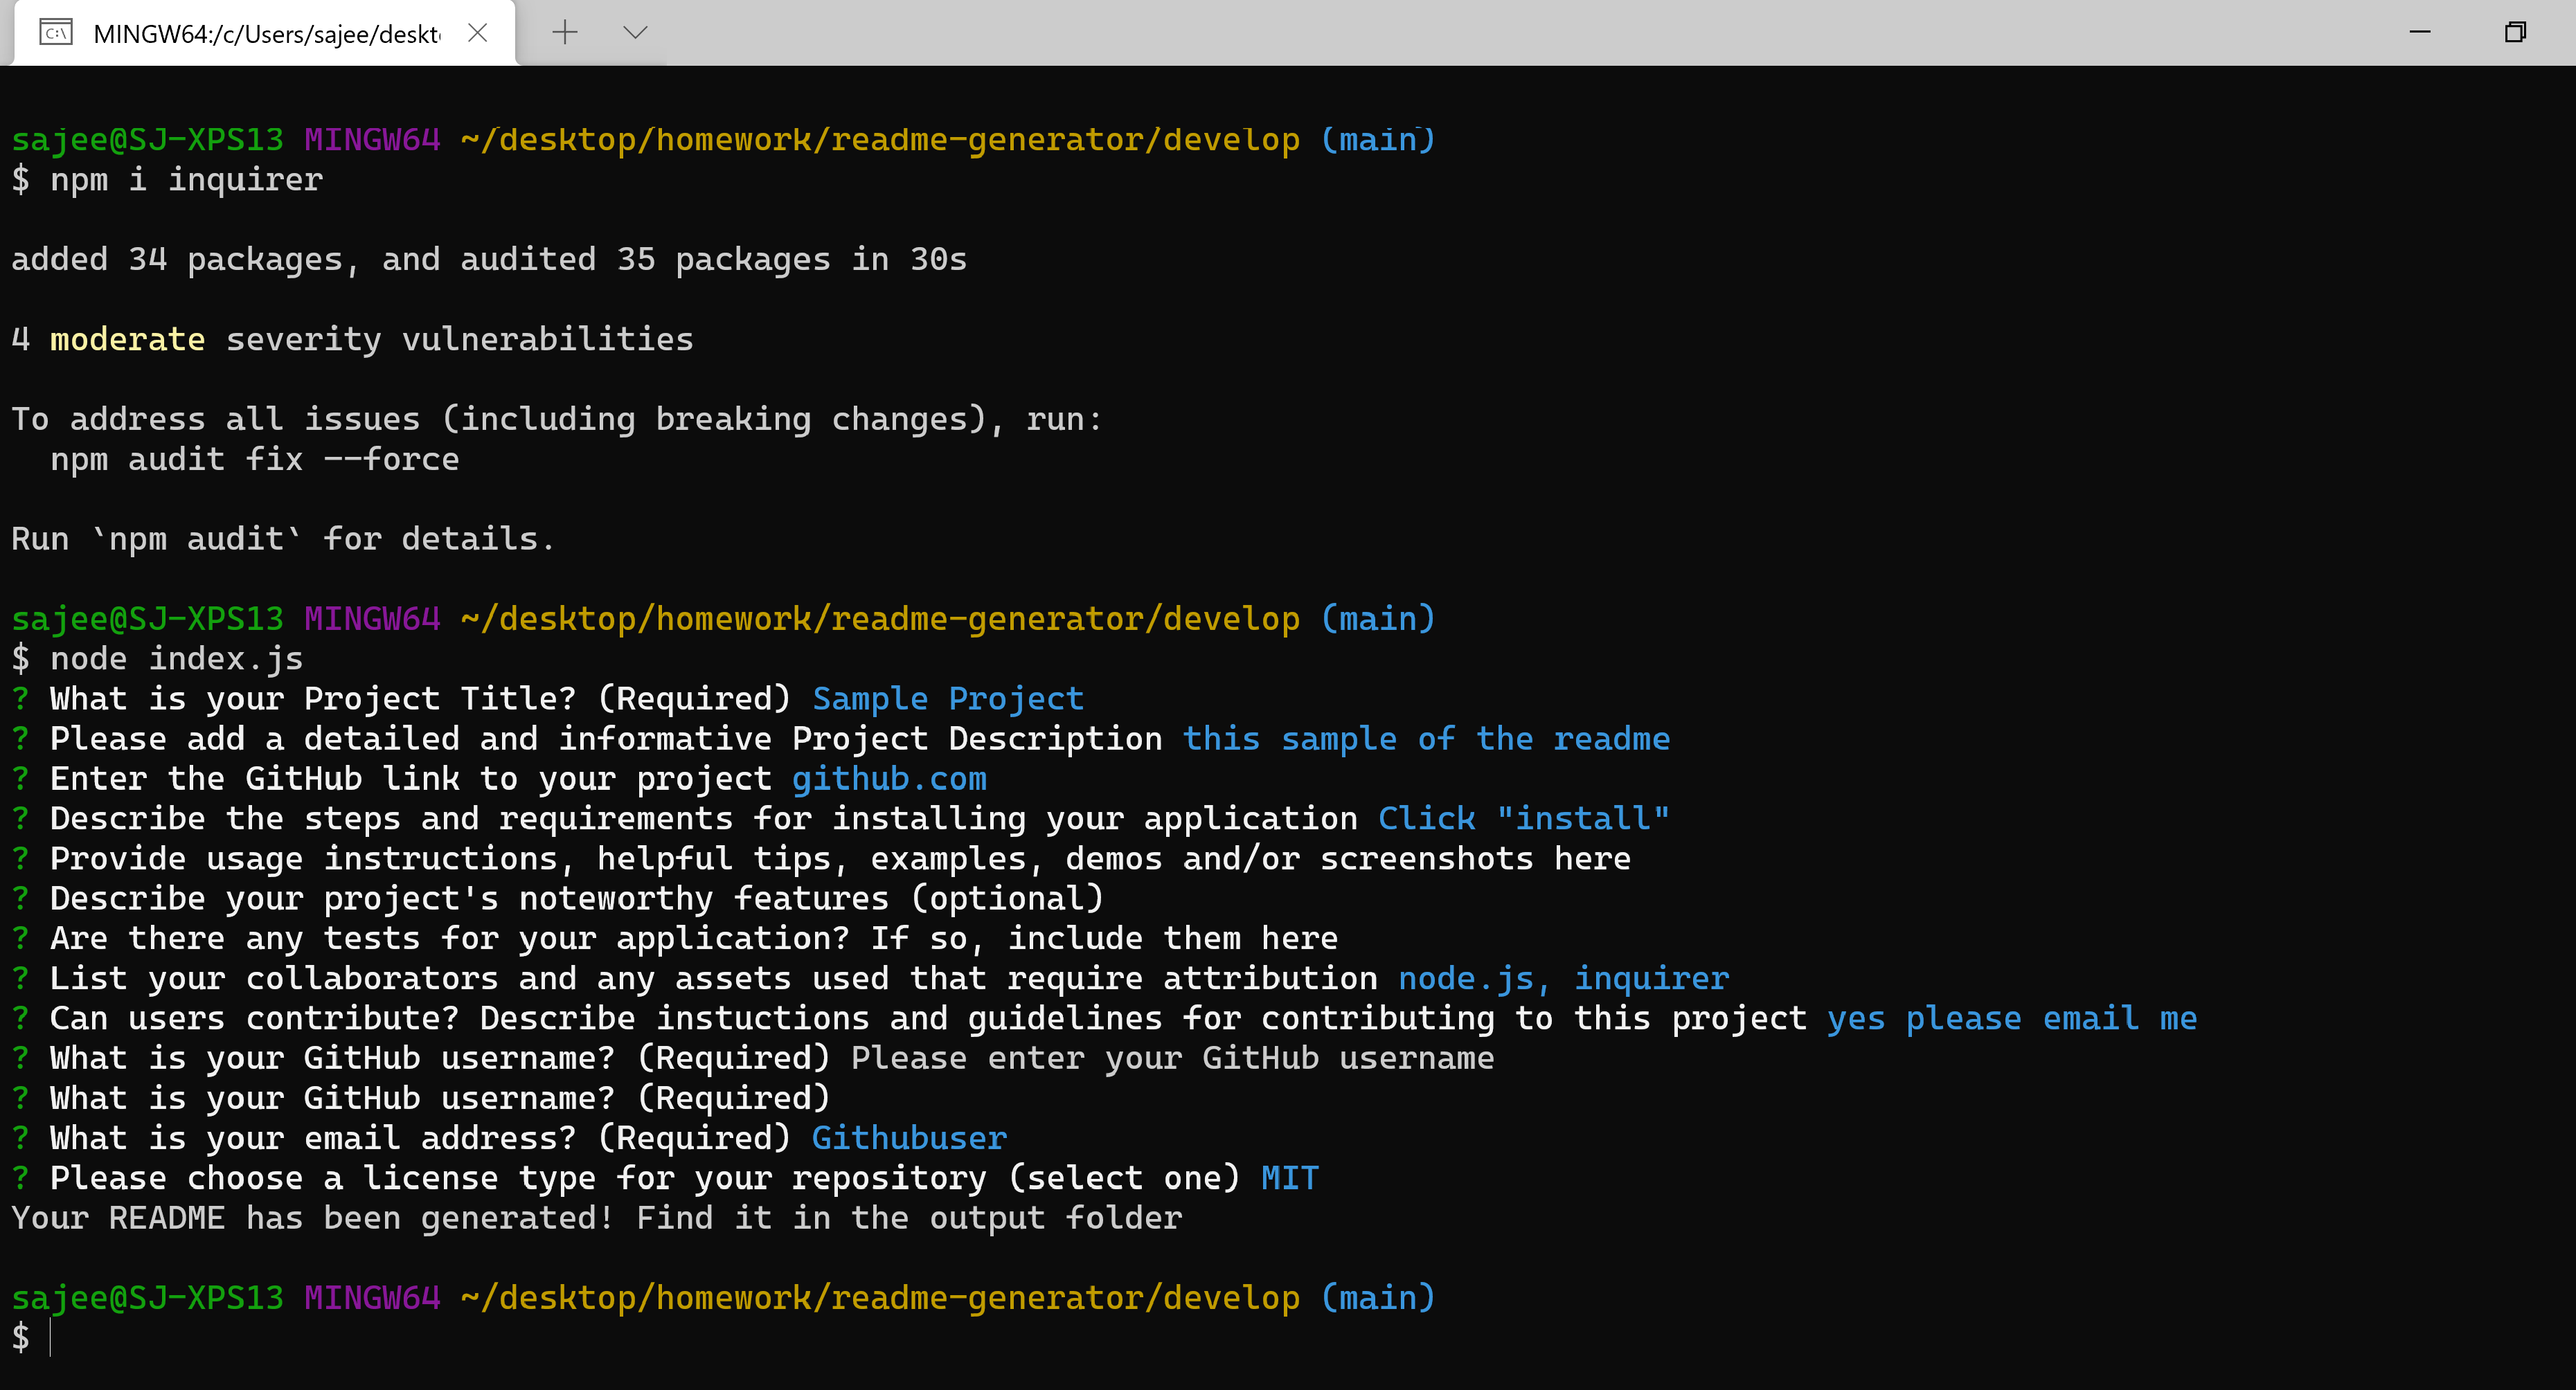 MINGW64:/c/Users/sajee/deskt
sajee@SJ-XPS13 MINGW64 ~/desktop/homework/readme-generator/develop (main)
$ npm i inquirer
added 34 packages, and audited 35 packages in 30s
4 moderate severity vulnerabilities
To address all issues (including breaking changes), run:
  npm audit fix --force
Run `npm audit` for details.
sajee@SJ-XPS13 MINGW64 ~/desktop/homework/readme-generator/develop (main)
$ node index.js
? What is your Project Title? (Required) Sample Project
? Please add a detailed and informative Project Description this sample of the readme
? Enter the GitHub link to your project github.com
? Describe the steps and requirements for installing your application Click "install"
? Provide usage instructions, helpful tips, examples, demos and/or screenshots here
? Describe your project's noteworthy features (optional)
? Are there any tests for your application? If so, include them here
? List your collaborators and any assets used that require attribution node.js, inquirer
? Can users contribute? Describe instuctions and guidelines for contributing to this project yes please email me
? What is your GitHub username? (Required) Please enter your GitHub username
? What is your GitHub username? (Required)
? What is your email address? (Required) Githubuser
? Please choose a license type for your repository (select one) MIT
Your README has been generated! Find it in the output folder
sajee@SJ-XPS13 MINGW64 ~/desktop/homework/readme-generator/develop (main)
$